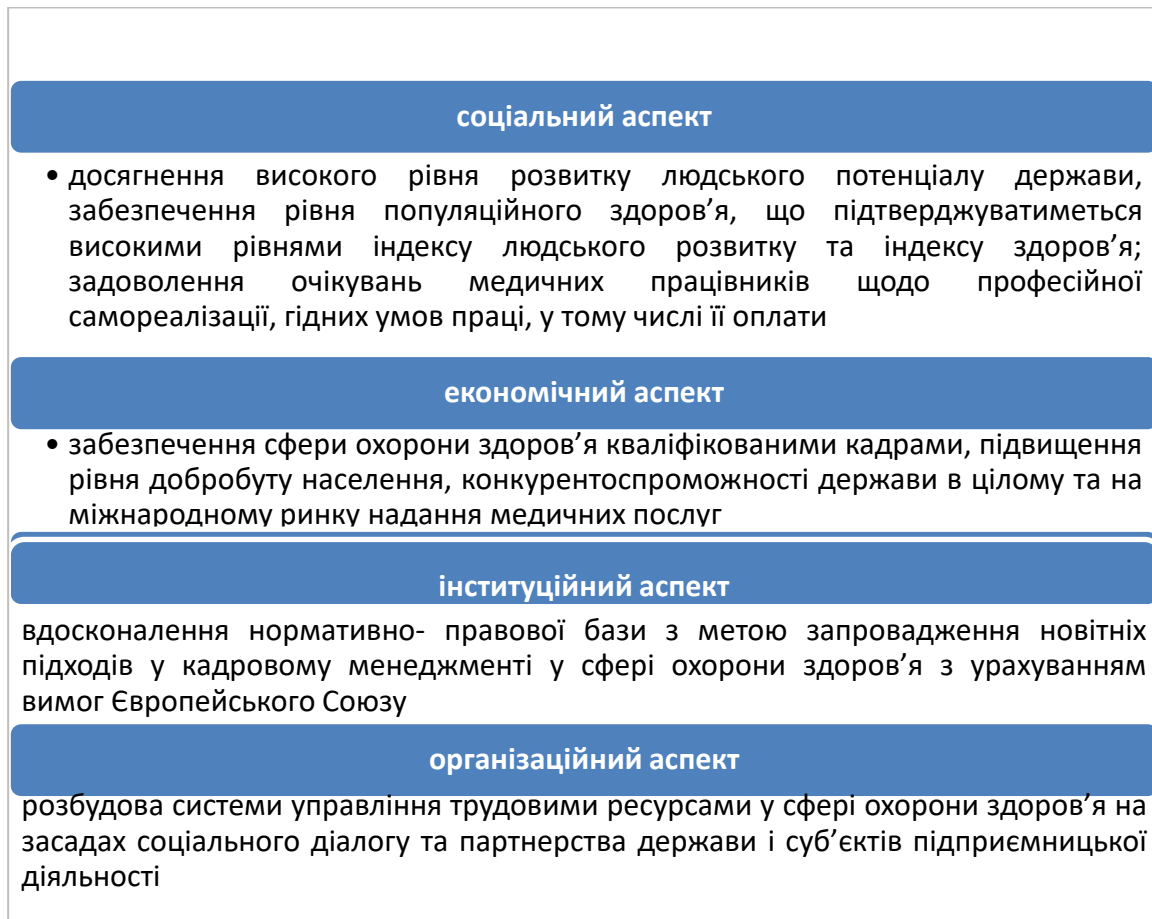 соціальний аспект
• досягнення високого рівня розвитку людського потенціалу держави,
забезпечення рівня популяційного здоров’я, що підтверджуватиметься
високими рівнями індексу людського розвитку та індексу здоров’я;
задоволення очікувань медичних працівників щодо професійної
самореалізації, гідних умов праці, у тому числі її оплати
економічний аспект
• забезпечення сфери охорони здоров’я кваліфікованими кадрами, підвищення
рівня добробуту населення, конкурентоспроможності держави в цілому та на
міжнародному ринку надання медичних послуг
інституційний аспект
вдосконалення нормативно- правової бази з метою запровадження новітніх
підходів у кадровому менеджменті у сфері охорони здоров’я з урахуванням
вимог Європейського Союзу
організаційний аспект
розбудова системи управління трудовими ресурсами у сфері охорони здоров’я на
засадах соціального діалогу та партнерства держави і суб’єктів підприємницької
діяльності